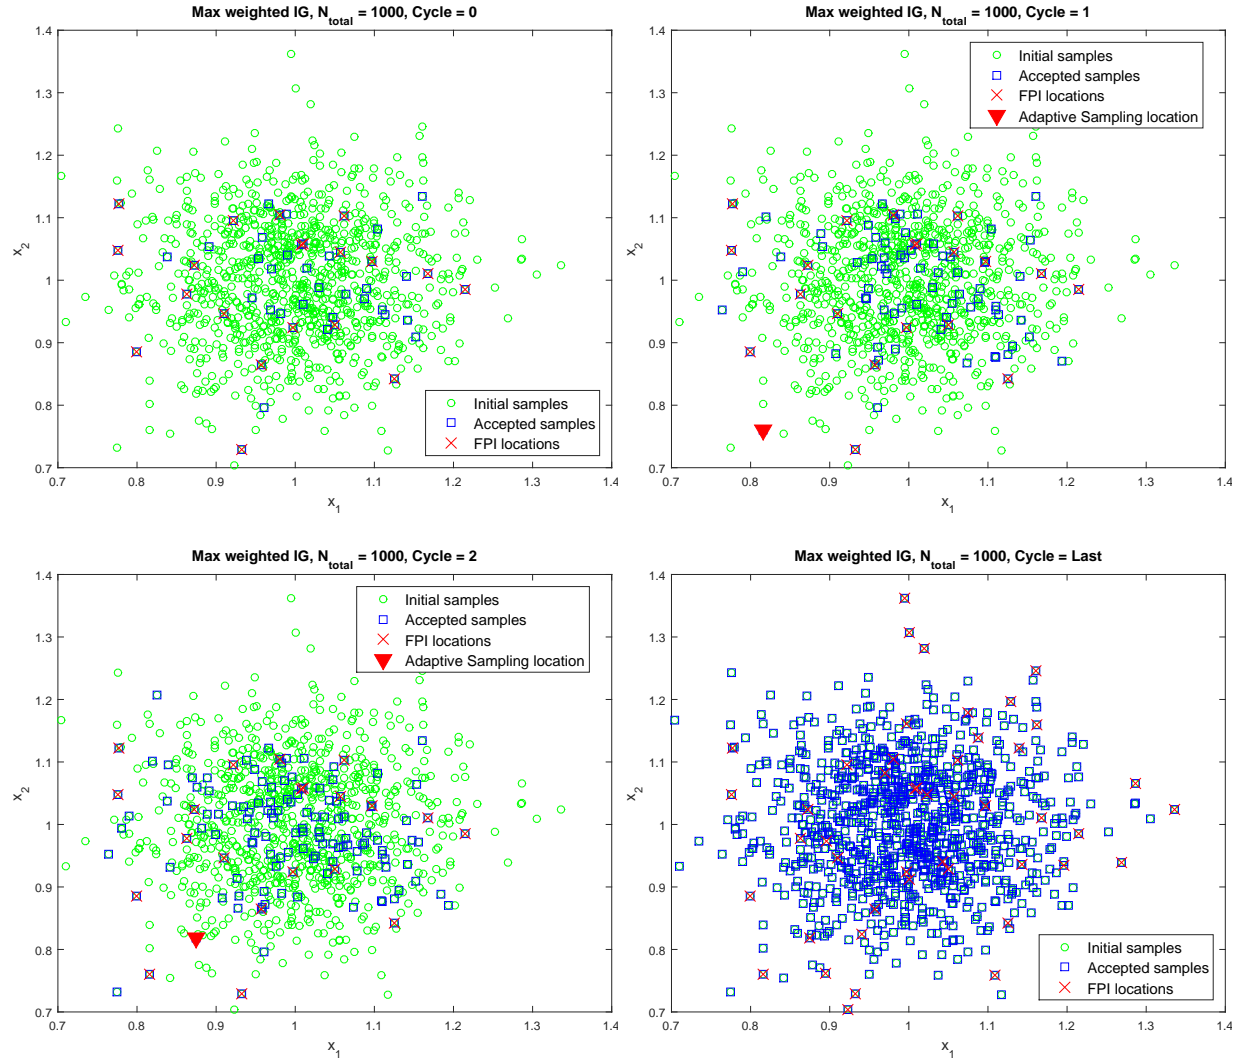 Max weighted IG, N_total = 1000, Cycle = 0
1.4
1.3
1.2
1.1
1
0.9
0.8
0.7
x_2
Initial samples
Accepted samples
FPI locations
0.7 0.8 0.9 1 1.1 1.2 1.3 1.4
x_1
Max weighted IG, N_total = 1000, Cycle = 1
1.4
1.3
1.2
1.1
1
0.9
0.8
0.7
x_2
Initial samples
Accepted samples
FPI locations
Adaptive Sampling location
0.7 0.8 0.9 1 1.1 1.2 1.3 1.4
x_1
Max weighted IG, N_total = 1000, Cycle = 2
1.4
1.3
1.2
1.1
1
0.9
0.8
0.7
x_2
Initial samples
Accepted samples
FPI locations
Adaptive Sampling location
0.7 0.8 0.9 1 1.1 1.2 1.3 1.4
x_1
Max weighted IG, N_total = 1000, Cycle = Last
1.4
1.3
1.2
1.1
1
0.9
0.8
0.7
x_2
Initial samples
Accepted samples
FPI locations
0.7 0.8 0.9 1 1.1 1.2 1.3 1.4
x_1